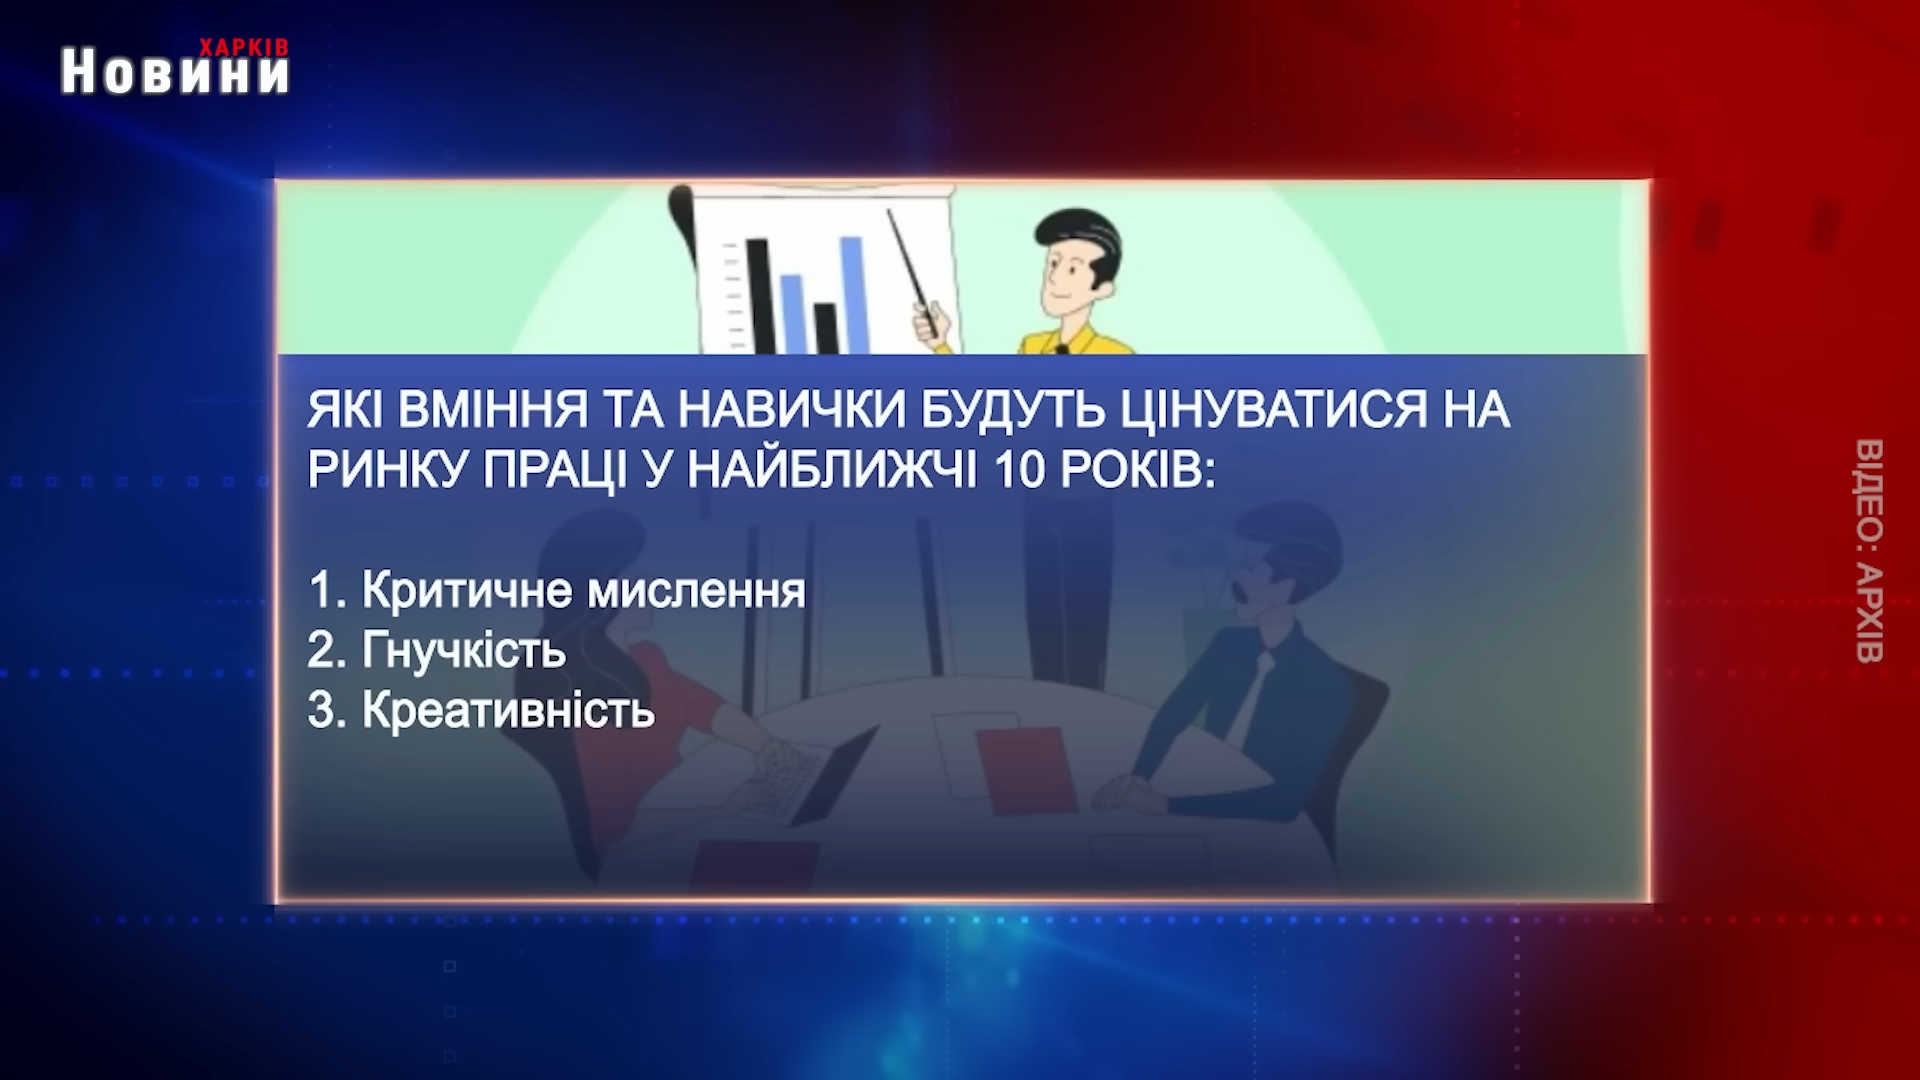 ХАРКІВ
Новини
ЯКІ ВМІННЯ ТА НАВИЧКИ БУДУТЬ ЦІНУВАТИСЯ НА
РИНКУ ПРАЦІ У НАЙБЛИЖЧІ 10 РОКІВ:
1. Критичне мислення
2. Гнучкість
3. Креативність
ВІДЕО: АРХІВ